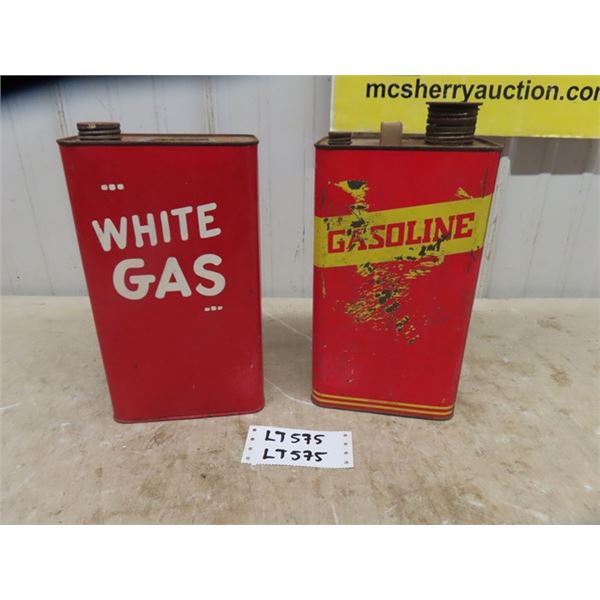 mcsherryauction.com
WHITE
GAS
GASOLINE
LT575
LT575